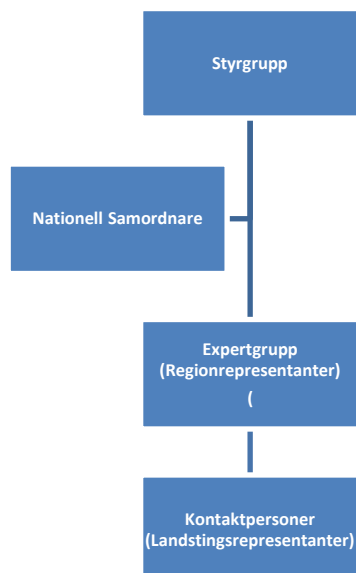 Styrgrupp
Nationell Samordnare
Expertgrupp
(Regionrepresentanter)
(
Kontaktpersoner
(Landstingsrepresentanter)